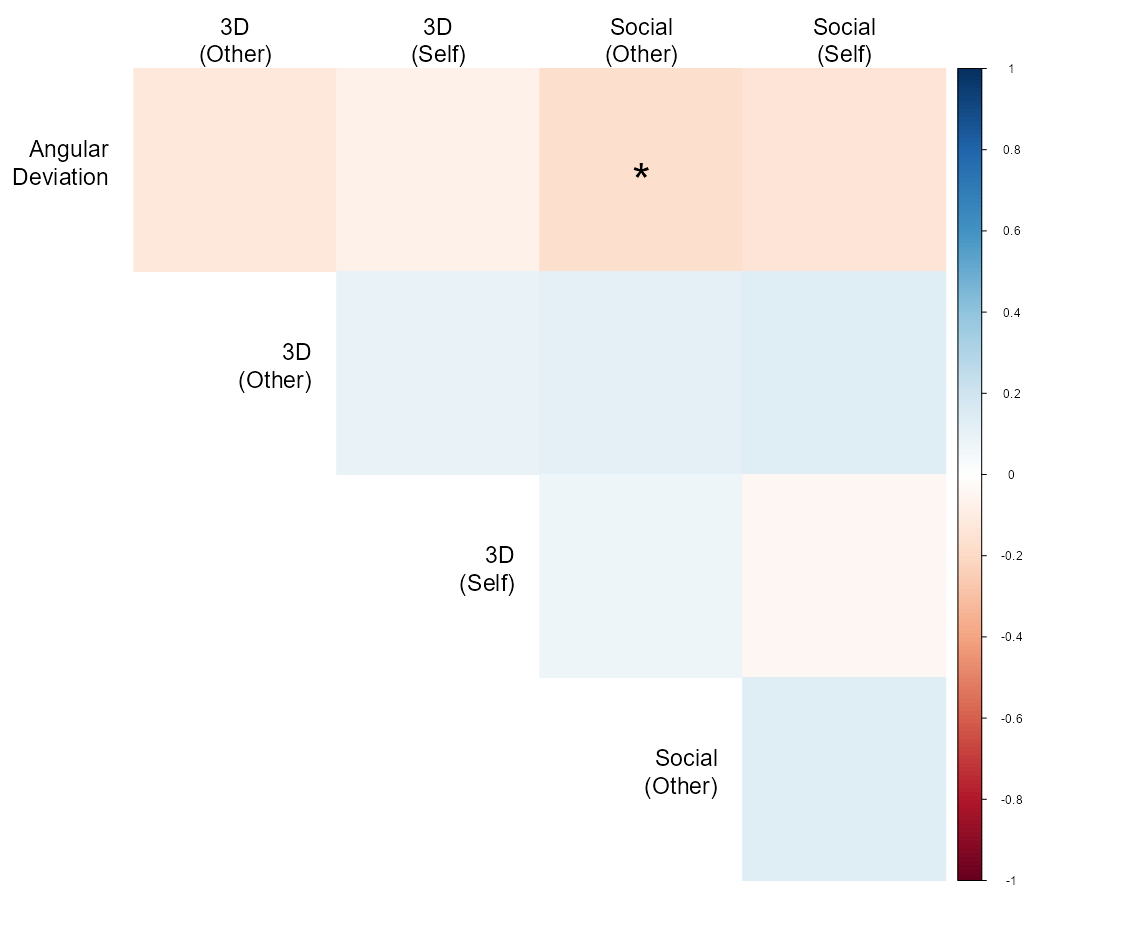 3D
(Other)
3D
(Self)
Social
(Other)
Social
(Self)
Angular
Deviation
*
3D
(Other)
3D
(Self)
Social
(Other)
1
0.8
0.6
0.4
0.2
0
-0.2
-0.4
-0.6
-0.8
-1